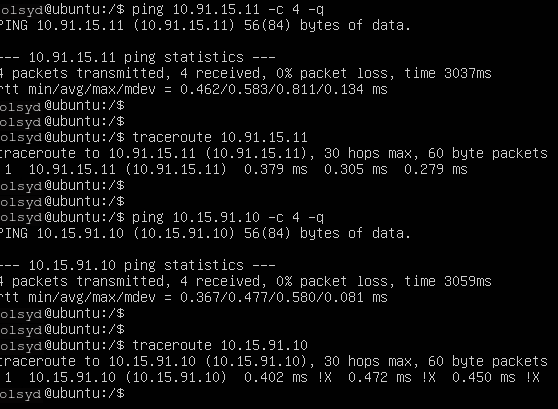 olsyd@ubuntu:/$ ping 10.91.15.11 -c 4 -q
PING 10.91.15.11 (10.91.15.11) 56(84) bytes of data.
--- 10.91.15.11 ping statistics ---
4 packets transmitted, 4 received, 0% packet loss, time 3037ms
rtt min/avg/max/mdev = 0.462/0.583/0.811/0.134 ms
olsyd@ubuntu:/$
olsyd@ubuntu:/$
olsyd@ubuntu:/$ traceroute 10.91.15.11
traceroute to 10.91.15.11 (10.91.15.11), 30 hops max, 60 byte packets
1  10.91.15.11 (10.91.15.11)  0.379 ms  0.305 ms  0.279 ms
olsyd@ubuntu:/$
olsyd@ubuntu:/$
olsyd@ubuntu:/$ ping 10.15.91.10 -c 4 -q
PING 10.15.91.10 (10.15.91.10) 56(84) bytes of data.
--- 10.15.91.10 ping statistics ---
4 packets transmitted, 4 received, 0% packet loss, time 3059ms
rtt min/avg/max/mdev = 0.367/0.477/0.580/0.081 ms
olsyd@ubuntu:/$
olsyd@ubuntu:/$
olsyd@ubuntu:/$ traceroute 10.15.91.10
traceroute to 10.15.91.10 (10.15.91.10), 30 hops max, 60 byte packets
1  10.15.91.10 (10.15.91.10)  0.402 ms !X  0.472 ms !X  0.450 ms !X
olsyd@ubuntu:/$